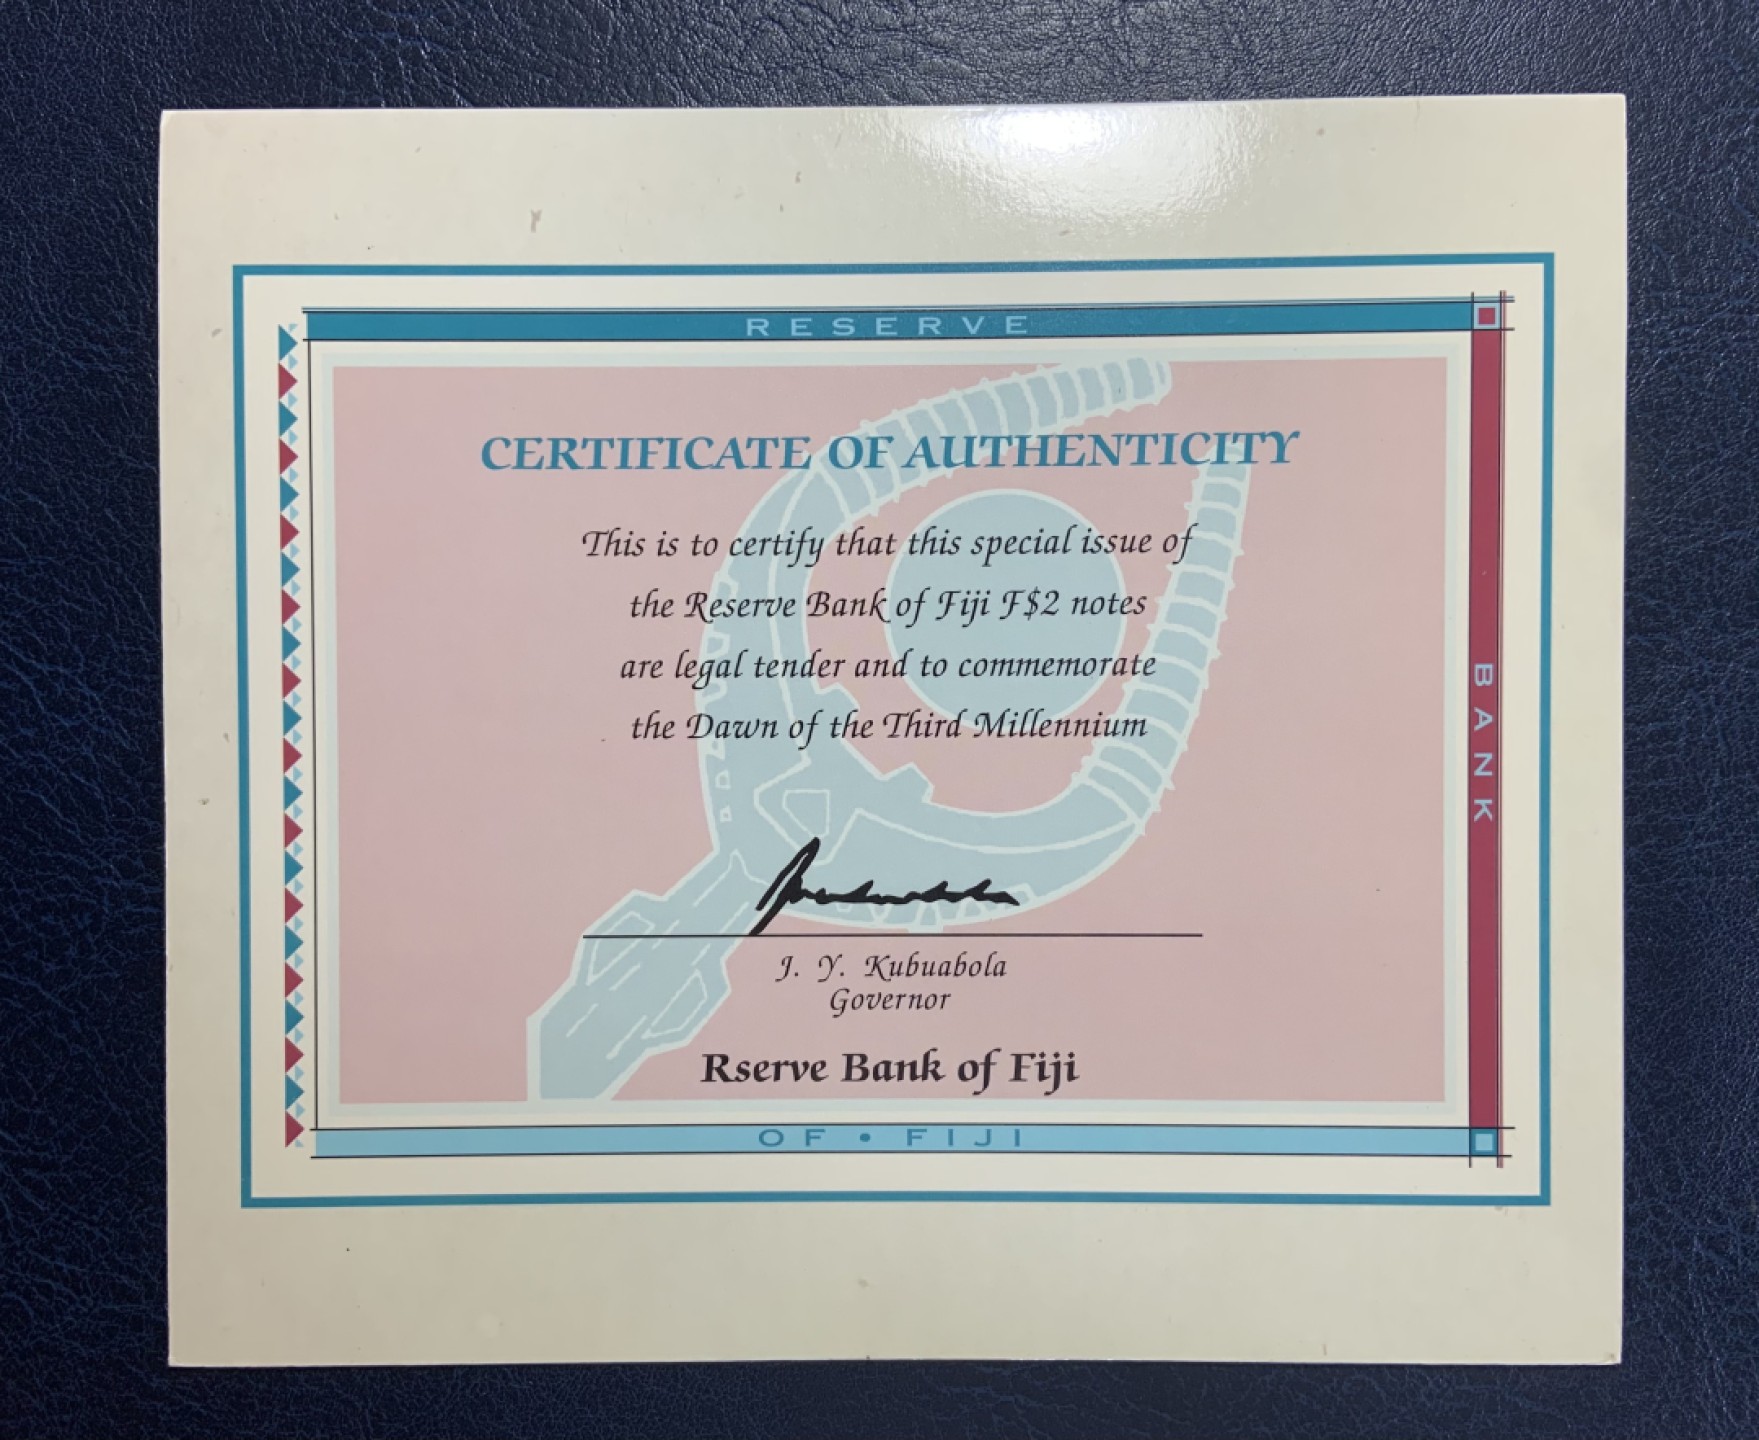 RESERVE
CERTIFICATE OF AUTHENTICITY
This is to certify that this special issue of
the Reserve Bank of Fiji F$2 notes
are legal tender and to commemorate
the Dawn of the Third Millennium
J. Y. Kubuabola
Governor
Rserve Bank of Fiji
BANK
OF • FIJI